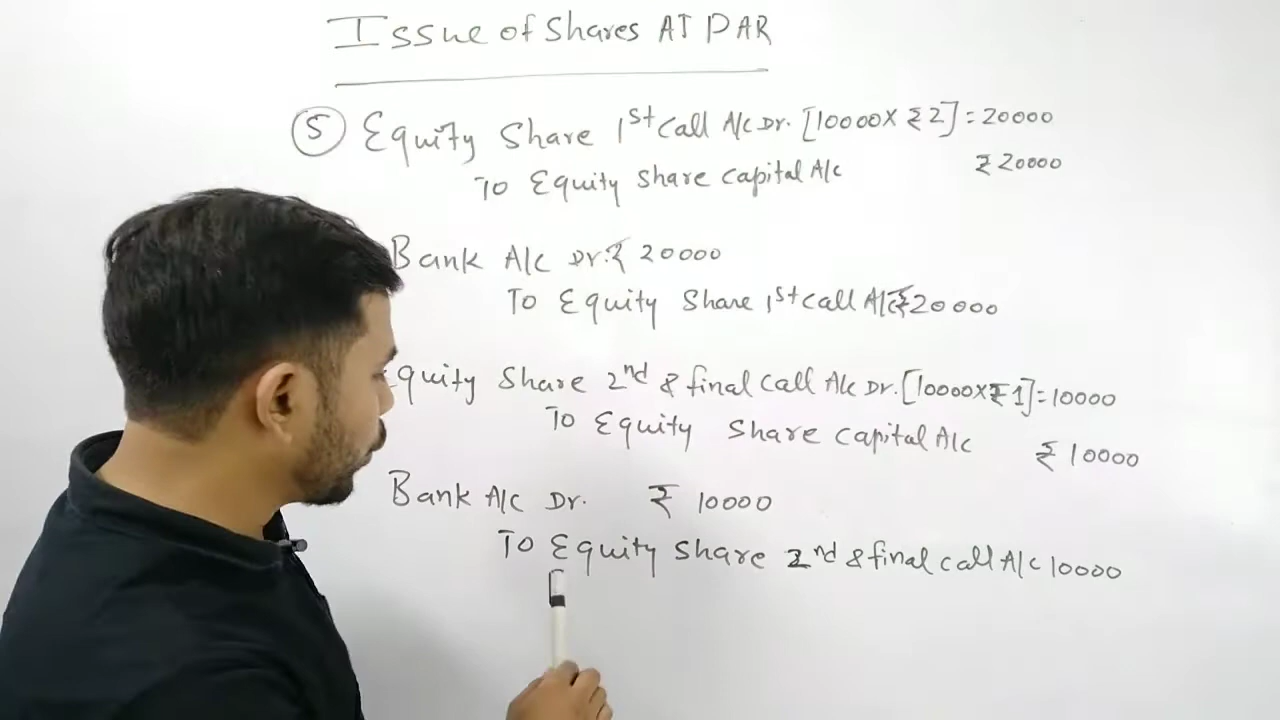 Issue of Shares AT PAR
5 Equity Share 1st Call A/c Dr. [10000 X ₹2] = 20000
To Equity Share Capital A/c ₹20000
Bank A/c Dr. ₹ 20000
To Equity Share 1st call A/c ₹20000
Equity Share 2nd & final Call A/c Dr. [10000X₹1]=10000
To Equity Share Capital A/c ₹10000
Bank A/c Dr. ₹ 10000
To Equity Share 2nd & final call A/c 10000